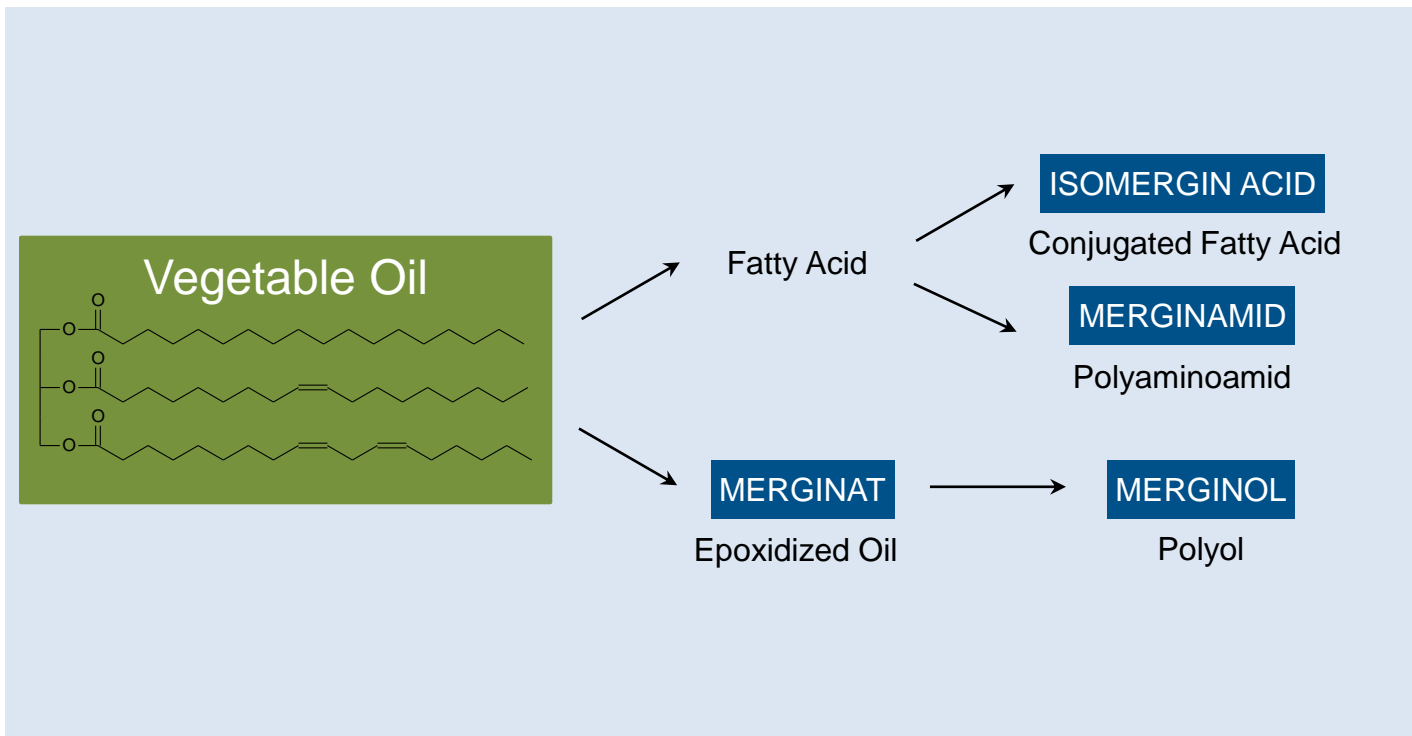 Vegetable Oil
O
O
O
O
O
O
Fatty Acid
ISOMERGIN ACID
Conjugated Fatty Acid
MERGINAMID
Polyaminoamid
MERGINAT
Epoxidized Oil
MERGINOL
Polyol